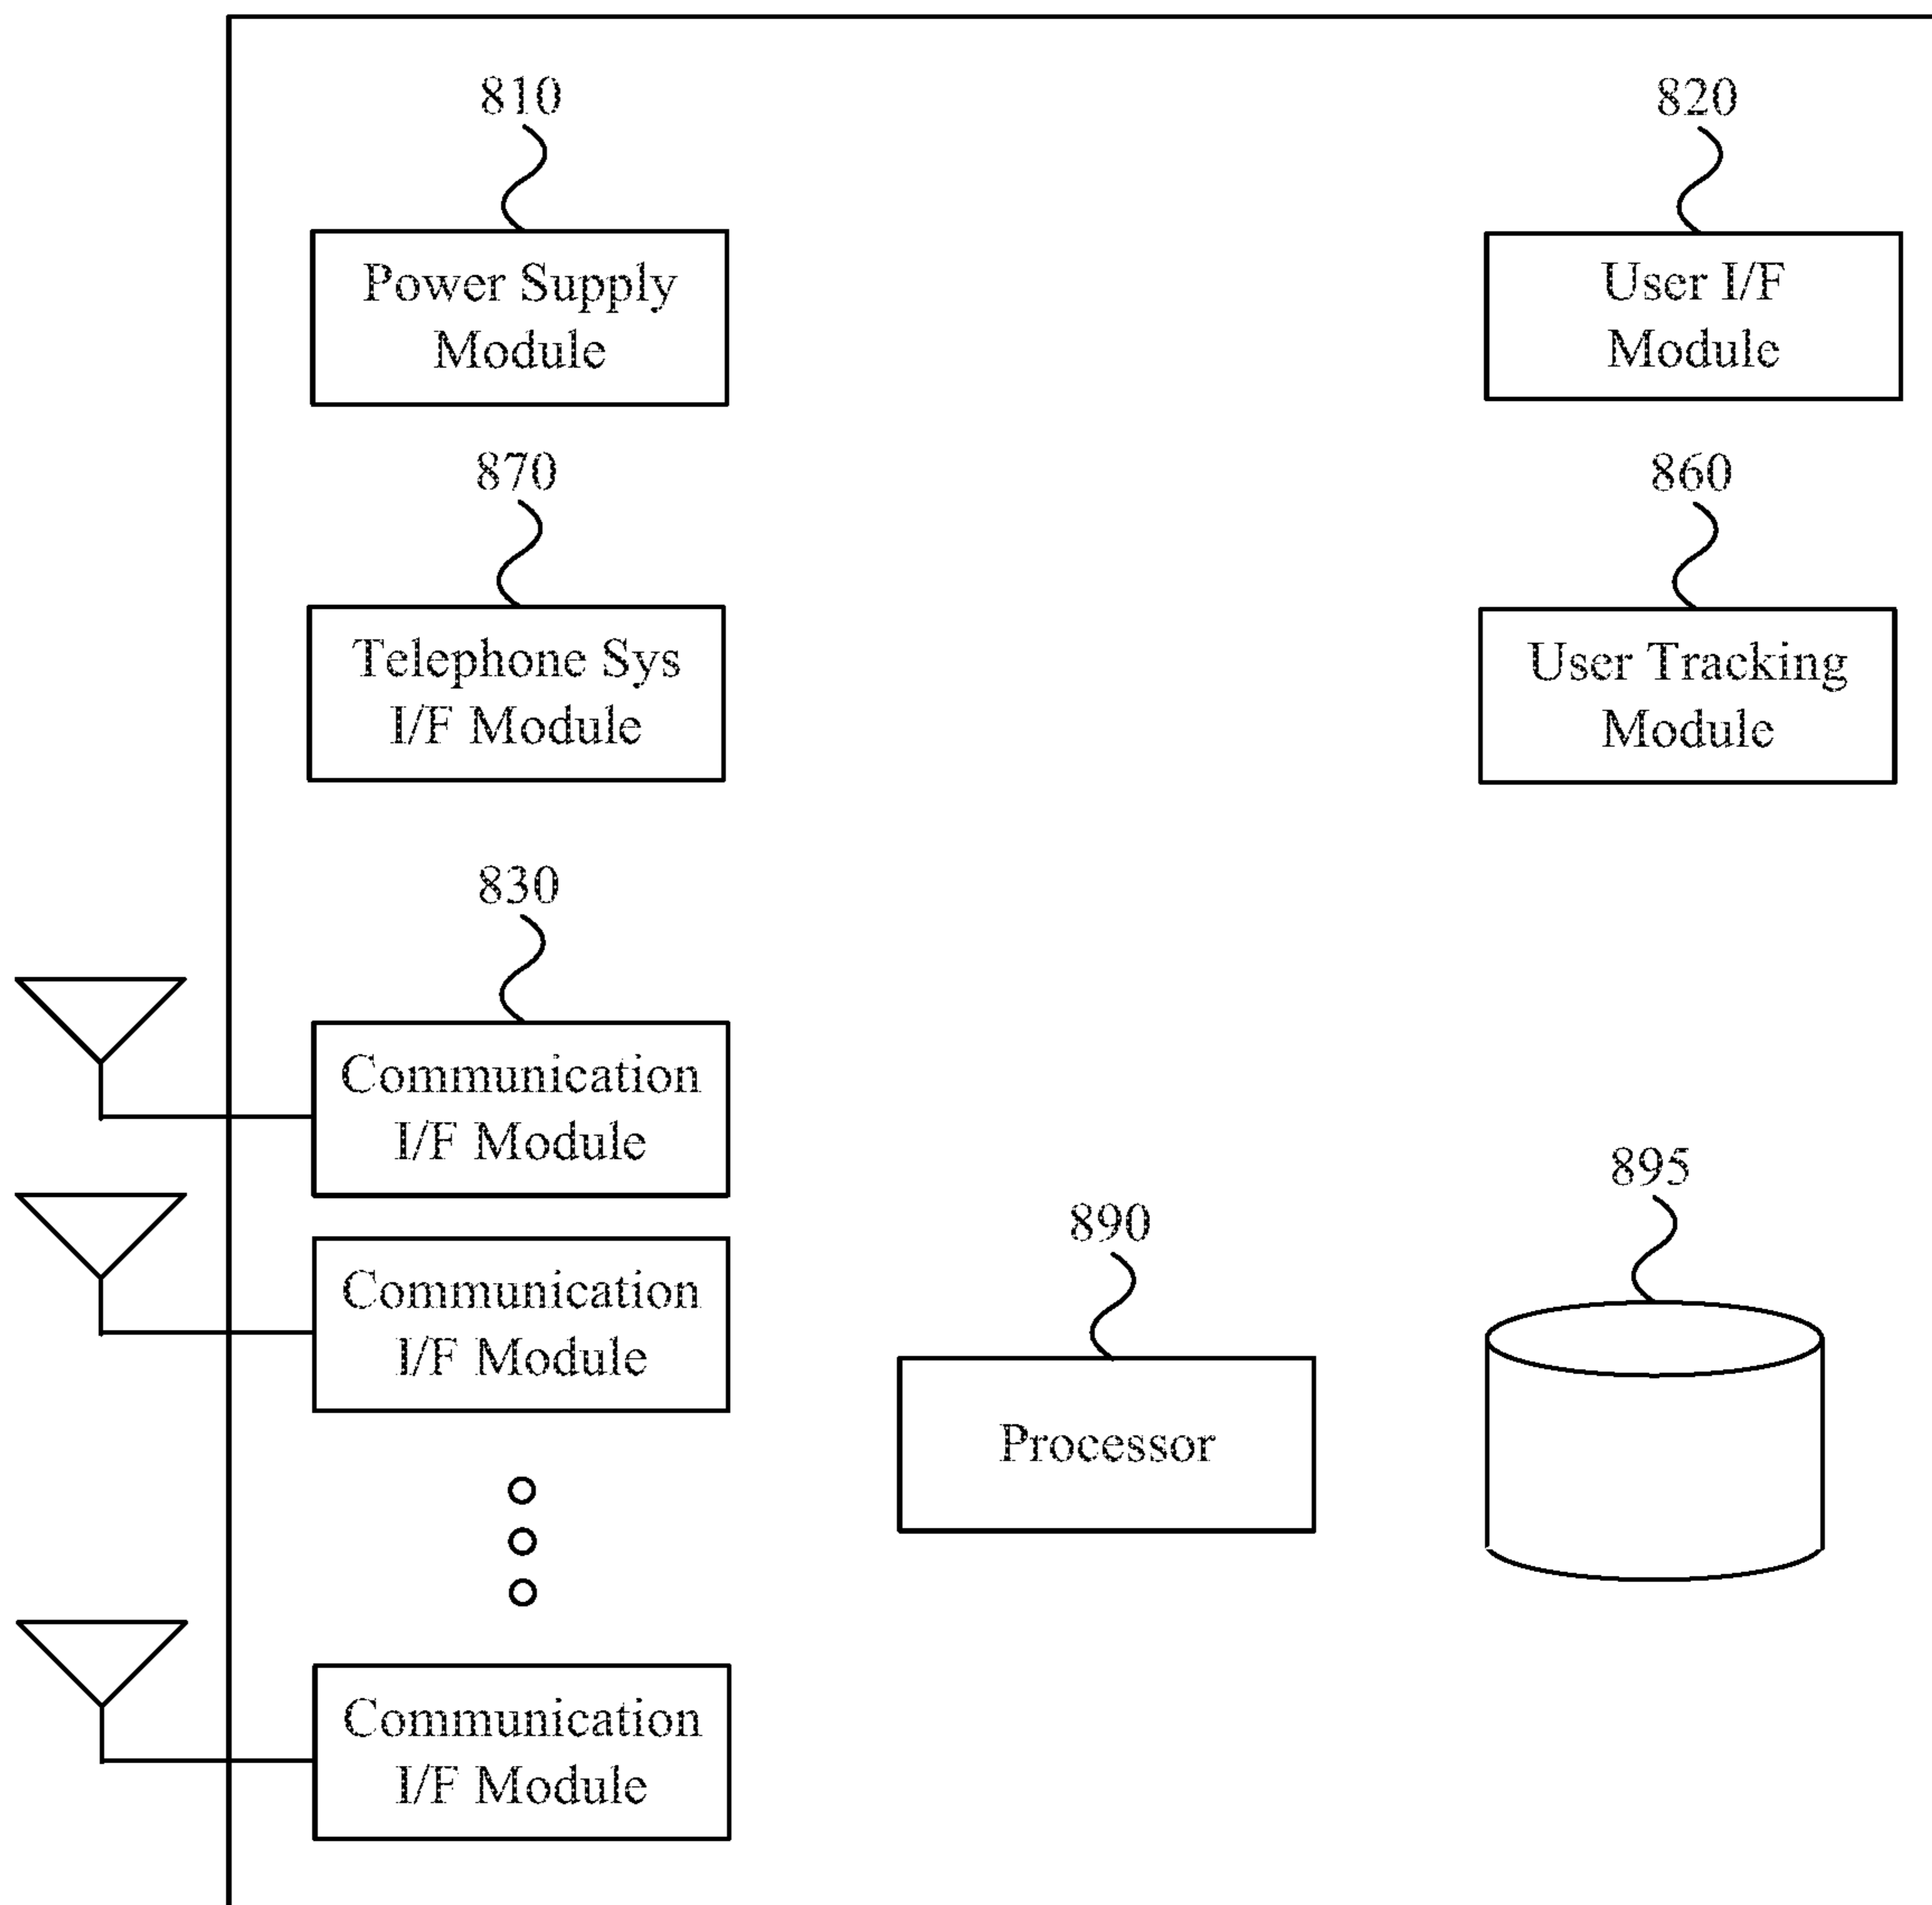 810
820
Power Supply
Module
User I/F
Module
870
860
Telephone Sys
I/F Module
User Tracking
Module
830
Communication
I/F Module
895
890
Communication
I/F Module
Processor
Communication
I/F Module